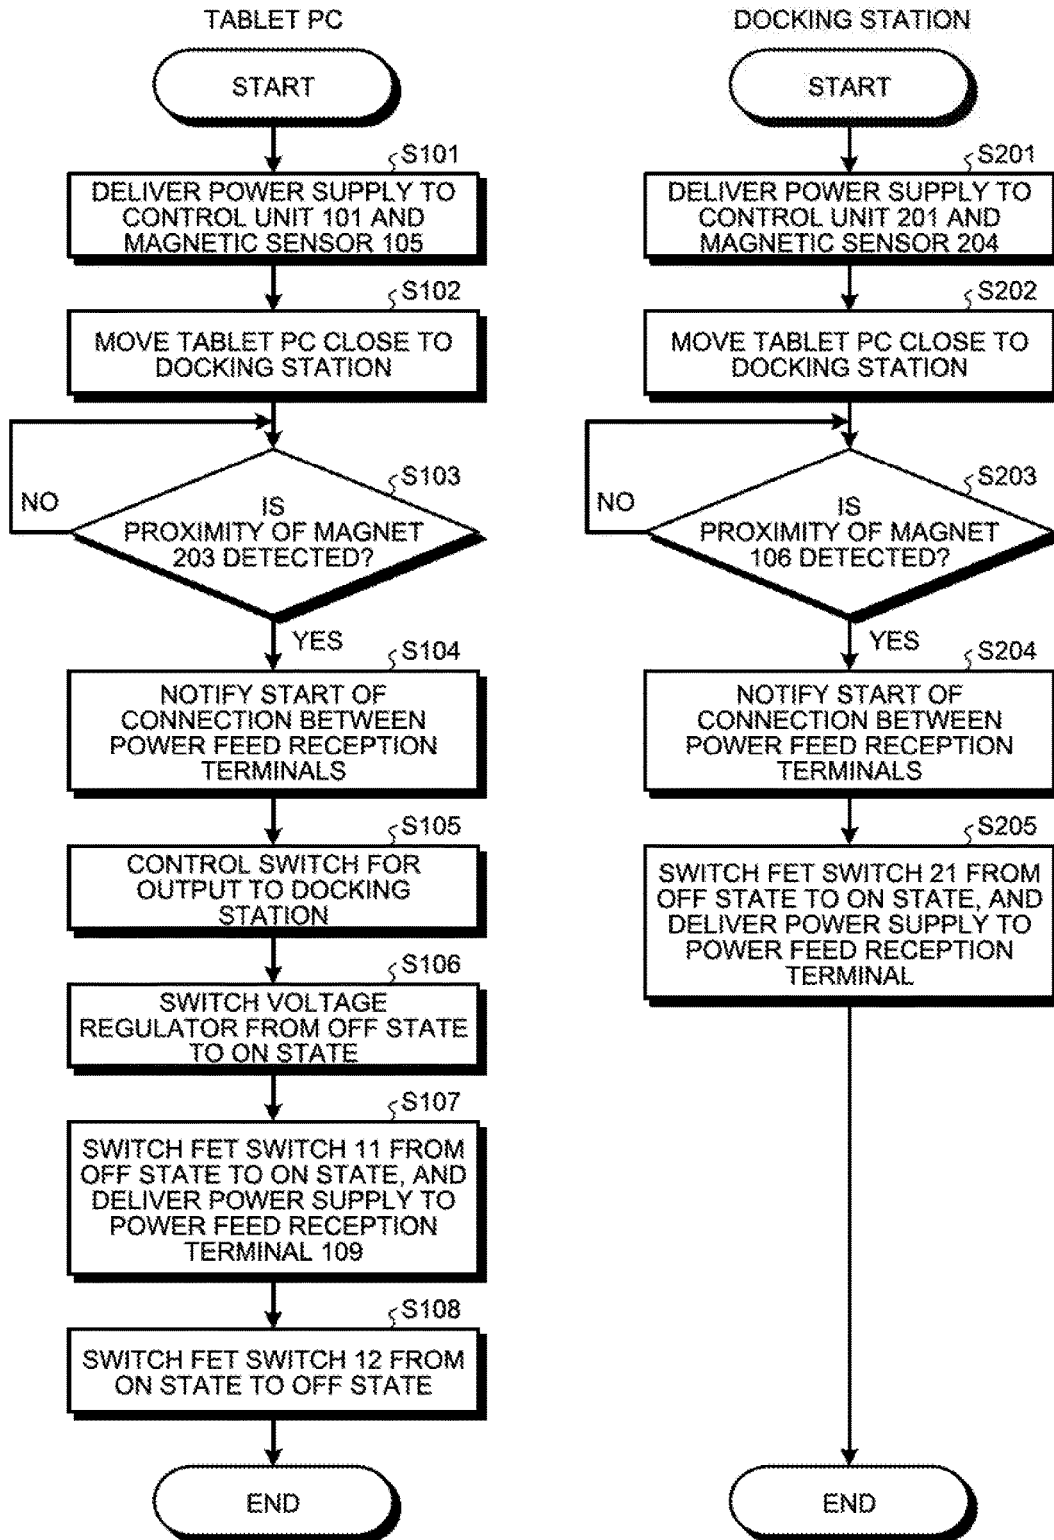 TABLET PC
START
S101
DELIVER POWER SUPPLY TO
CONTROL UNIT 101 AND
MAGNETIC SENSOR 105
S102
MOVE TABLET PC CLOSE TO
DOCKING STATION
S103
NO
IS
PROXIMITY OF MAGNET
203 DETECTED?
YES
S104
NOTIFY START OF
CONNECTION BETWEEN
POWER FEED RECEPTION
TERMINALS
S105
CONTROL SWITCH FOR
OUTPUT TO DOCKING
STATION
S106
SWITCH VOLTAGE
REGULATOR FROM OFF STATE
TO ON STATE
S107
SWITCH FET SWITCH 11 FROM
OFF STATE TO ON STATE, AND
DELIVER POWER SUPPLY TO
POWER FEED RECEPTION
TERMINAL 109
S108
SWITCH FET SWITCH 12 FROM
ON STATE TO OFF STATE
END
DOCKING STATION
START
S201
DELIVER POWER SUPPLY TO
CONTROL UNIT 201 AND
MAGNETIC SENSOR 204
S202
MOVE TABLET PC CLOSE TO
DOCKING STATION
S203
NO
IS
PROXIMITY OF MAGNET
106 DETECTED?
YES
S204
NOTIFY START OF
CONNECTION BETWEEN
POWER FEED RECEPTION
TERMINALS
S205
SWITCH FET SWITCH 21 FROM
OFF STATE TO ON STATE, AND
DELIVER POWER SUPPLY TO
POWER FEED RECEPTION
TERMINAL
END